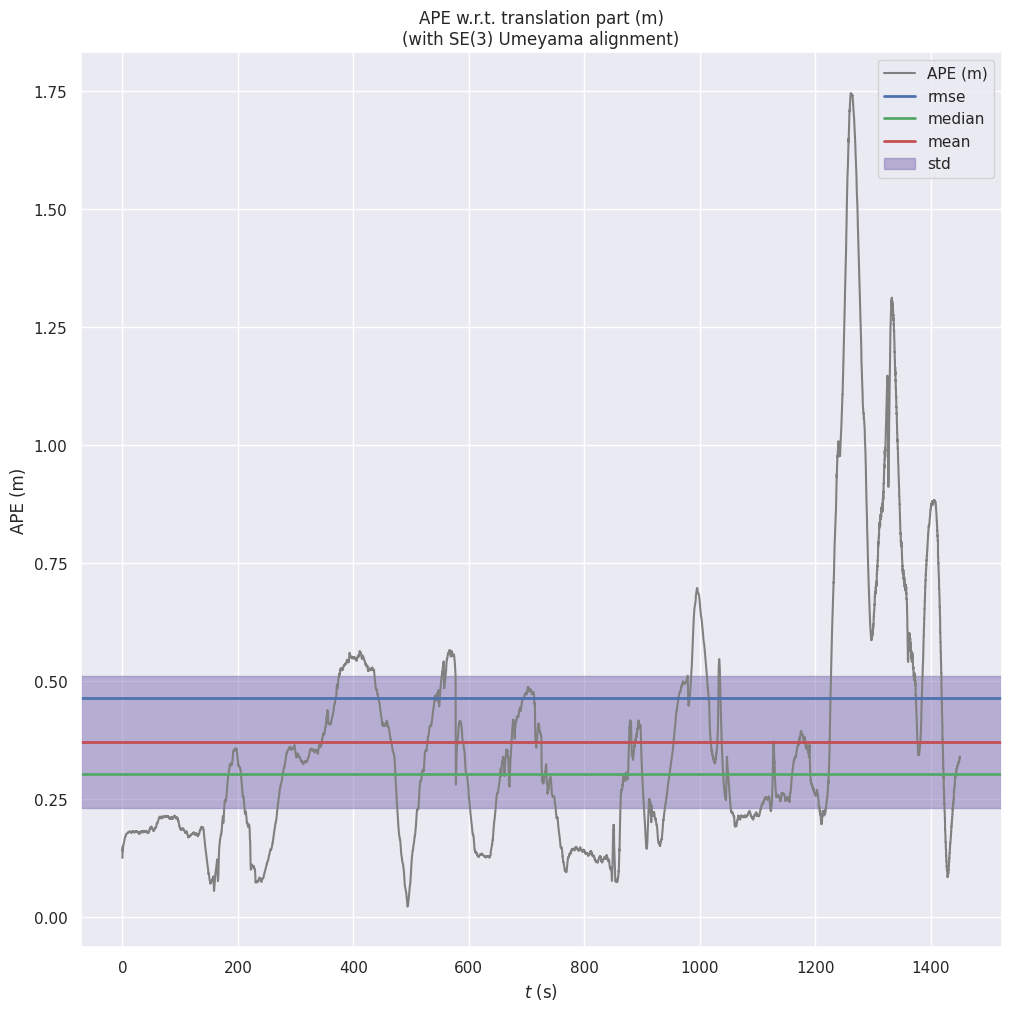 APE w.r.t. translation part (m)
(with SE(3) Umeyama alignment)
APE (m)
rmse
median
mean
std
1.75
1.50
1.25
1.00
0.75
0.50
0.25
0.00
APE (m)
0 200 400 600 800 1000 1200 1400
t (s)